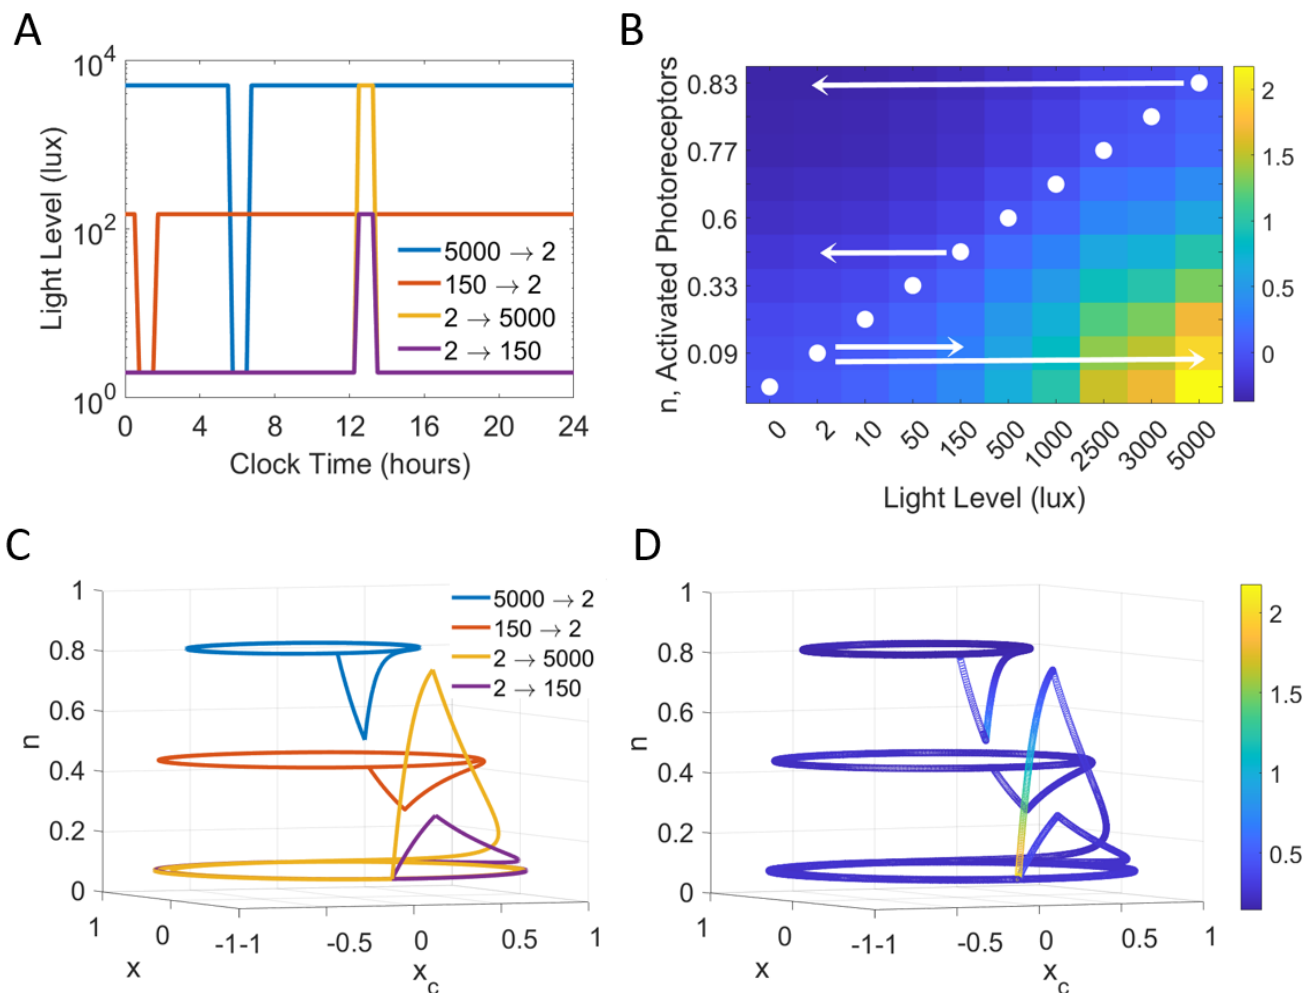 A
10^4
10^2
10^0
Light Level (lux)
5000 → 2
150 → 2
2 → 5000
2 → 150
0 4 8 12 16 20 24
Clock Time (hours)
B
n, Activated Photoreceptors
0.83
0.77
0.6
0.33
0.09
0 2 10 50 150 500 1000 2500 3000 5000
Light Level (lux)
2
1.5
1
0.5
0
C
1
0.8
0.6
0.4
0.2
0
n
5000 → 2
150 → 2
2 → 5000
2 → 150
1 0 -1
x
-1 -0.5 0 0.5 1
x_c
D
1
0.8
0.6
0.4
0.2
0
n
1 0 -1
x
-1 -0.5 0 0.5 1
x_c
2
1.5
1
0.5